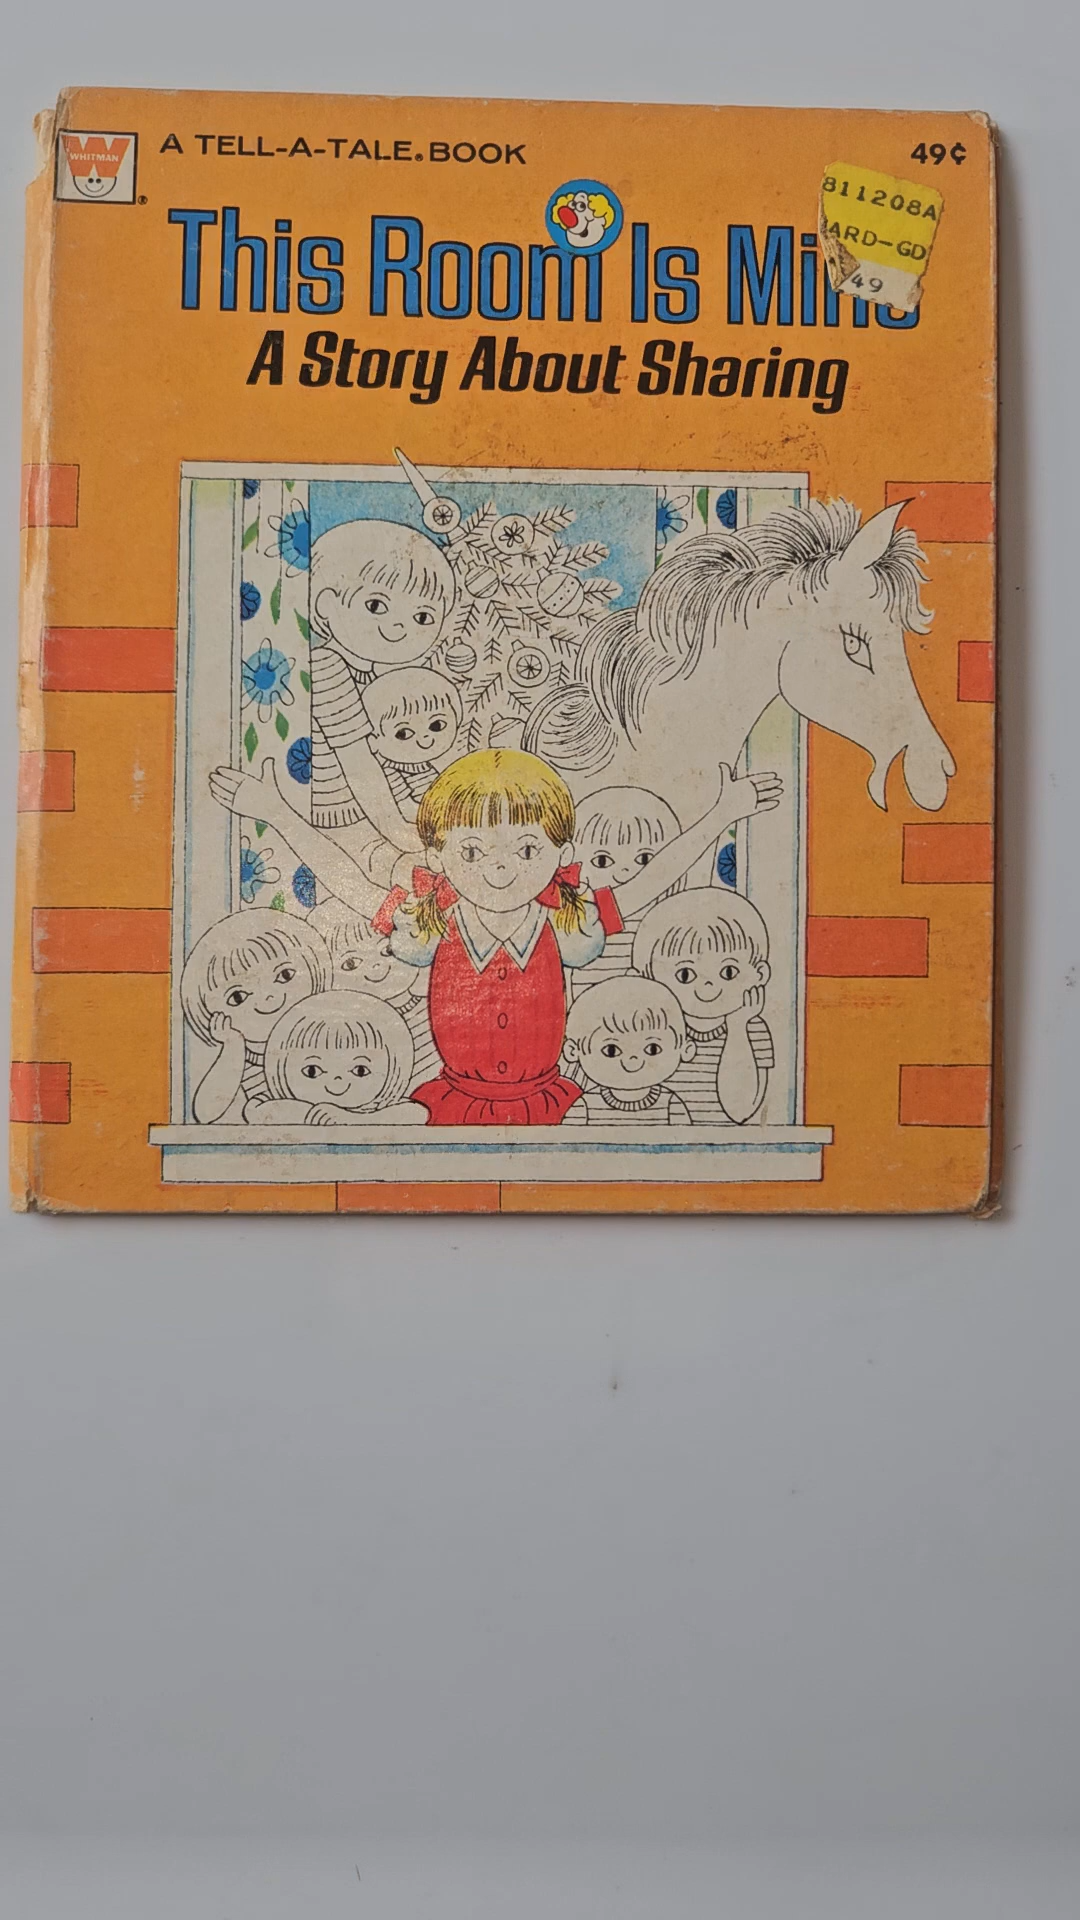 WHITMAN
®
A TELL-A-TALE® BOOK
49¢
811208A
ARD-GD
49
This Room Is Mine
A Story About Sharing